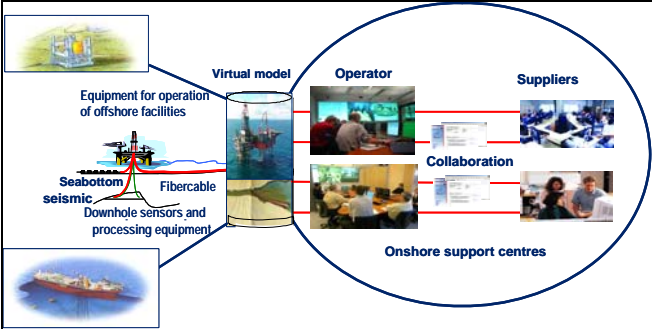 Virtual model
Operator
Suppliers
Equipment for operation
of offshore facilities
Collaboration
Seabottom
seismic
Fibercable
Downhole sensors and
processing equipment
Onshore support centres